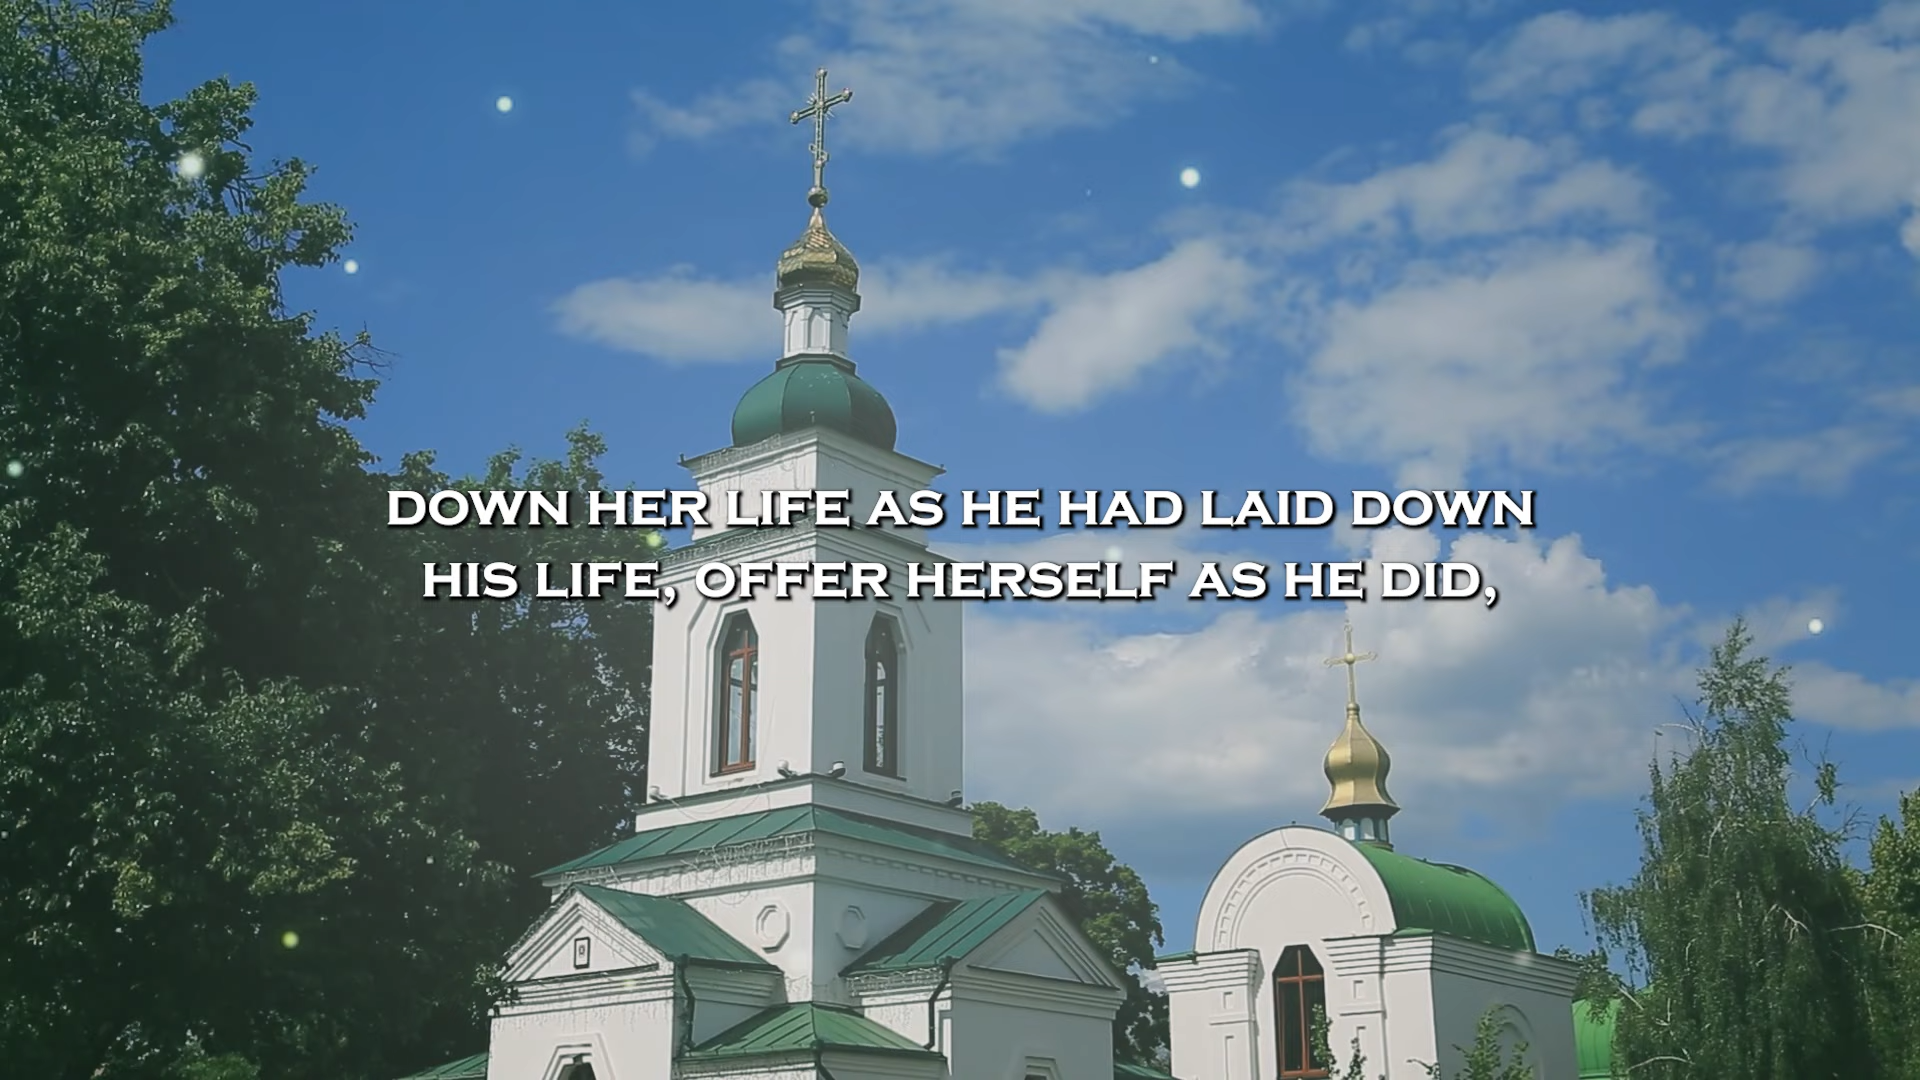 DOWN HER LIFE AS HE HAD LAID DOWN
HIS LIFE, OFFER HERSELF AS HE DID,